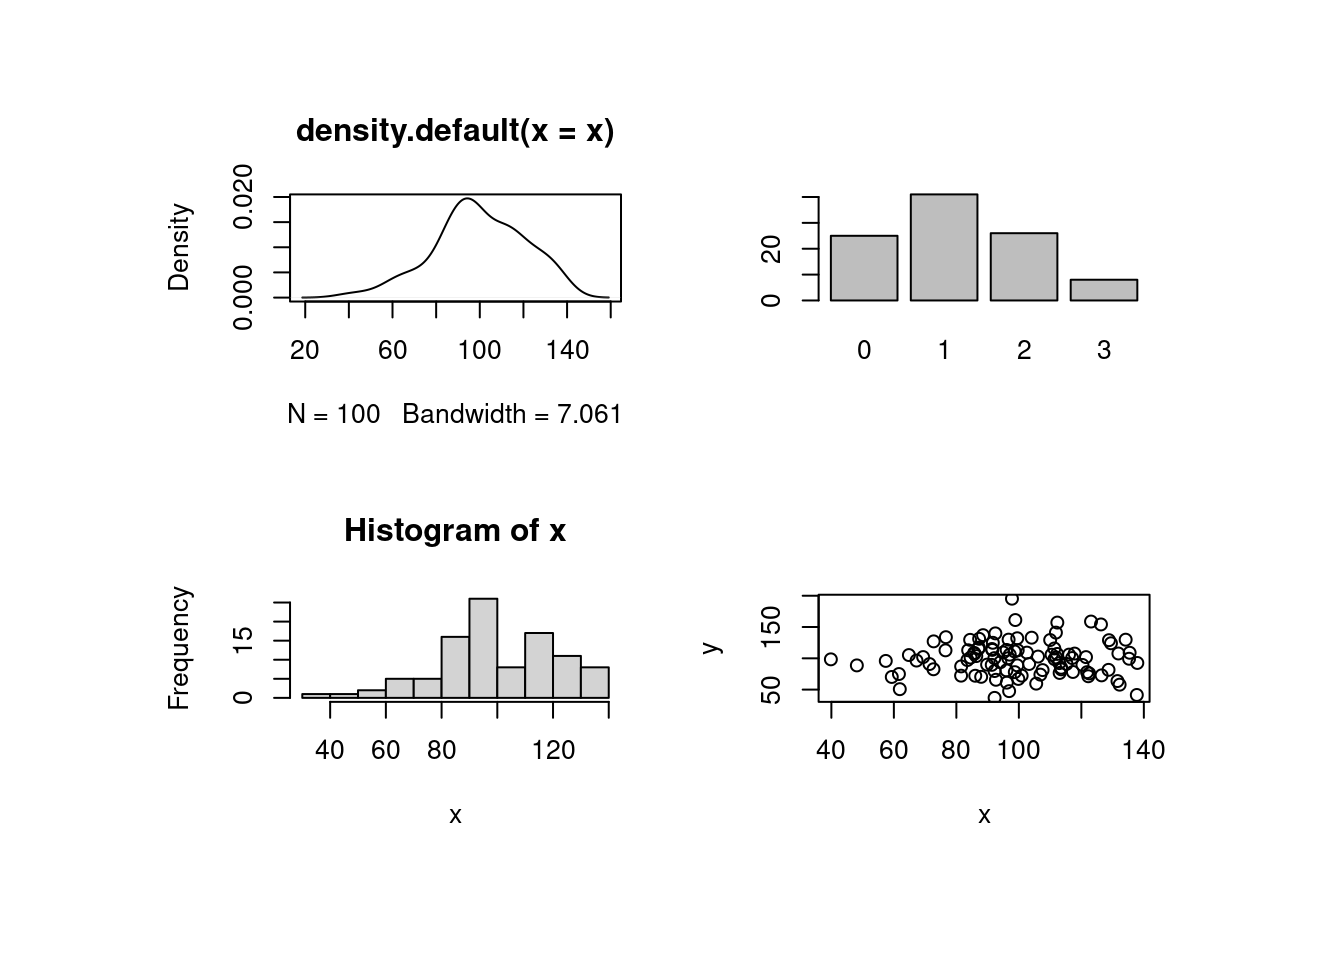 density.default(x = x)
Density
0.000 0.020
20 60 100 140
N = 100 Bandwidth = 7.061
0 20
0 1 2 3
Histogram of x
Frequency
0 15
40 60 80 120
x
y
50 150
40 60 80 100 140
x